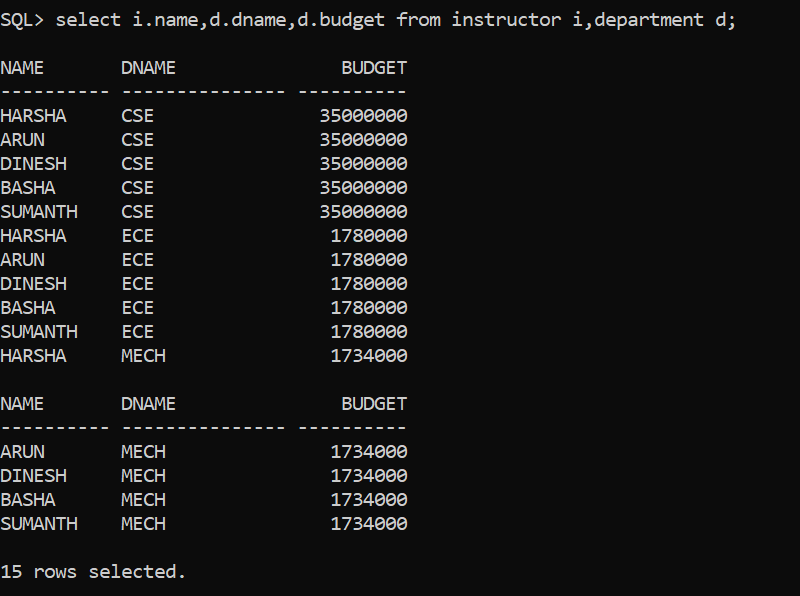 SQL> select i.name,d.dname,d.budget from instructor i,department d;
NAME       DNAME               BUDGET
---------- --------------- ----------
HARSHA     CSE               35000000
ARUN       CSE               35000000
DINESH     CSE               35000000
BASHA      CSE               35000000
SUMANTH    CSE               35000000
HARSHA     ECE                1780000
ARUN       ECE                1780000
DINESH     ECE                1780000
BASHA      ECE                1780000
SUMANTH    ECE                1780000
HARSHA     MECH               1734000
NAME       DNAME               BUDGET
---------- --------------- ----------
ARUN       MECH               1734000
DINESH     MECH               1734000
BASHA      MECH               1734000
SUMANTH    MECH               1734000
15 rows selected.